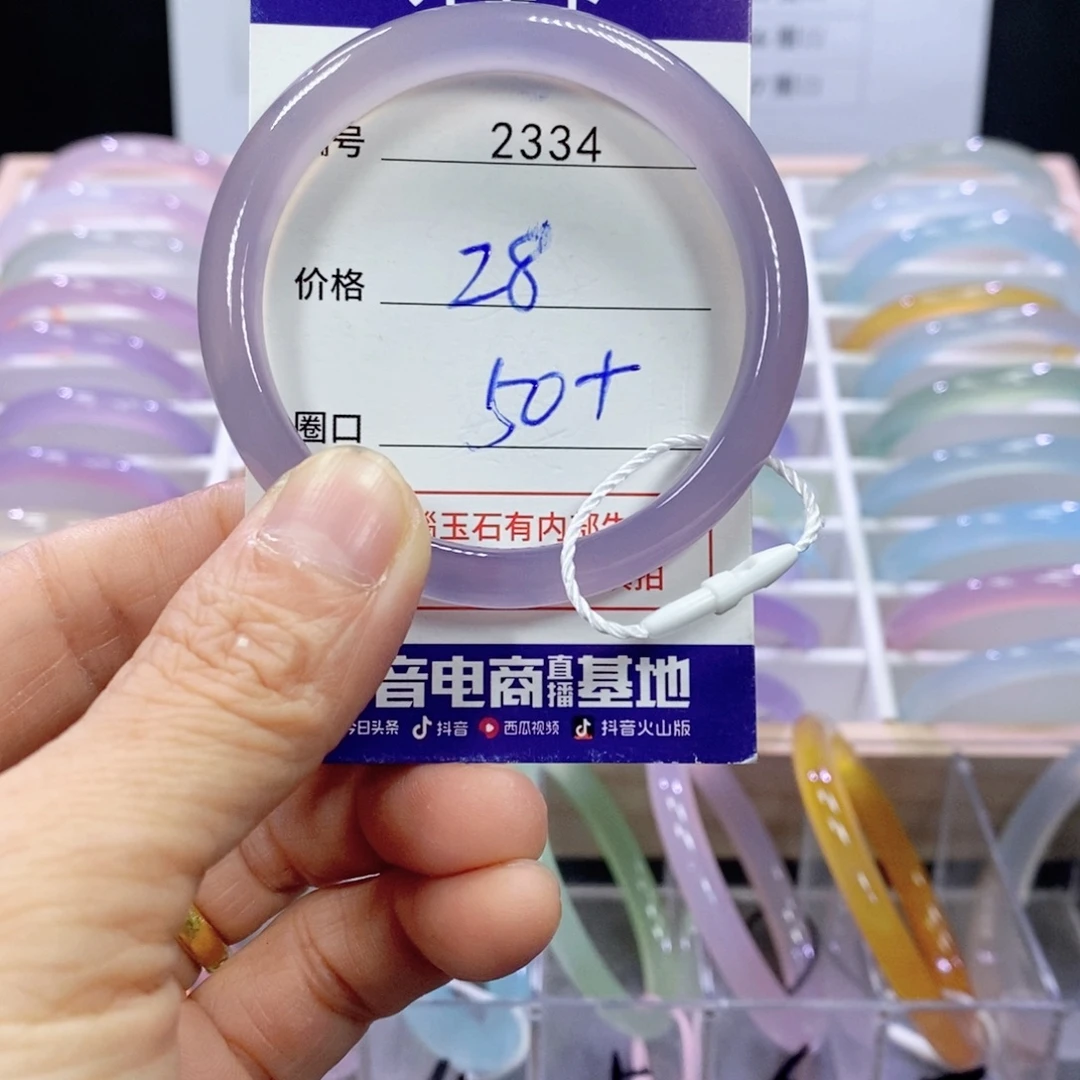 号 2334
价格 28
圈口 50+
玉石有内部
拍
音电商直播基地
今日头条 抖音 西瓜视频 抖音火山版